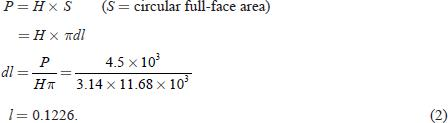 P = H × S (S = circular full-face area)
= H × πdl
dl = P/Hπ = 4.5 × 10³/3.14 × 11.68 × 10³
l = 0.1226. (2)